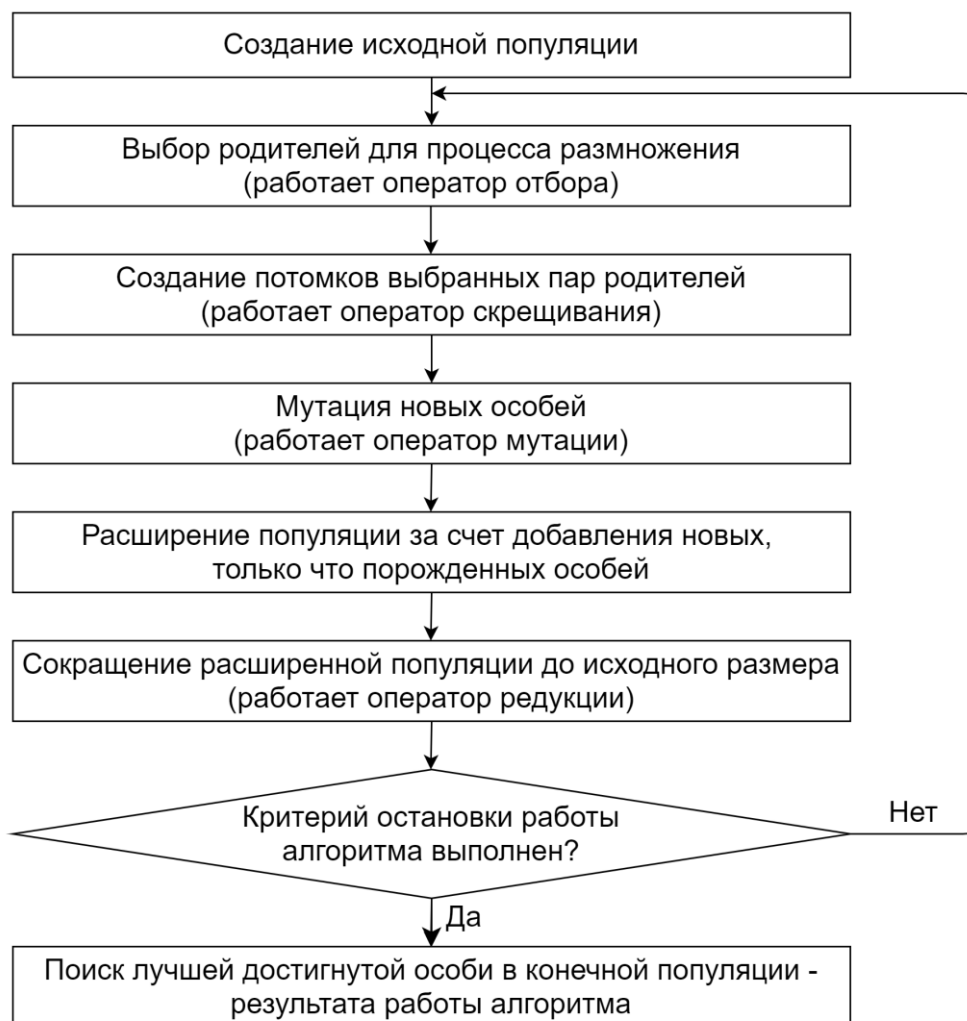 Создание исходной популяции
Выбор родителей для процесса размножения
(работает оператор отбора)
Создание потомков выбранных пар родителей
(работает оператор скрещивания)
Мутация новых особей
(работает оператор мутации)
Расширение популяции за счет добавления новых,
только что порожденных особей
Сокращение расширенной популяции до исходного размера
(работает оператор редукции)
Критерий остановки работы
алгоритма выполнен?
Нет
Да
Поиск лучшей достигнутой особи в конечной популяции -
результата работы алгоритма